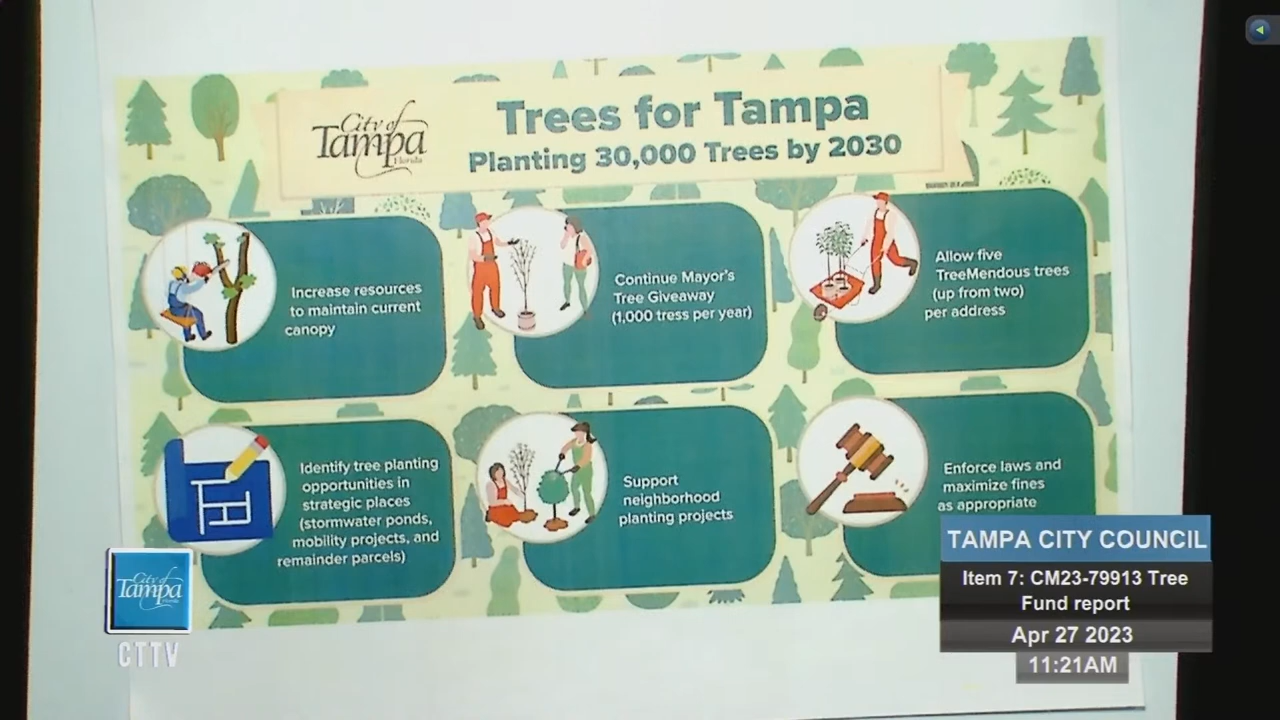 City of
Tampa
Florida
Trees for Tampa
Planting 30,000 Trees by 2030
Increase resources
to maintain current
canopy
Continue Mayor's
Tree Giveaway
(1,000 tress per year)
Allow five
TreeMendous trees
(up from two)
per address
Identify tree planting
opportunities in
strategic places
(stormwater ponds,
mobility projects, and
remainder parcels)
Support
neighborhood
planting projects
Enforce laws and
maximize fines
as appropriate
City of
Tampa
CTTV
TAMPA CITY COUNCIL
Item 7: CM23-79913 Tree
Fund report
Apr 27 2023
11:21AM